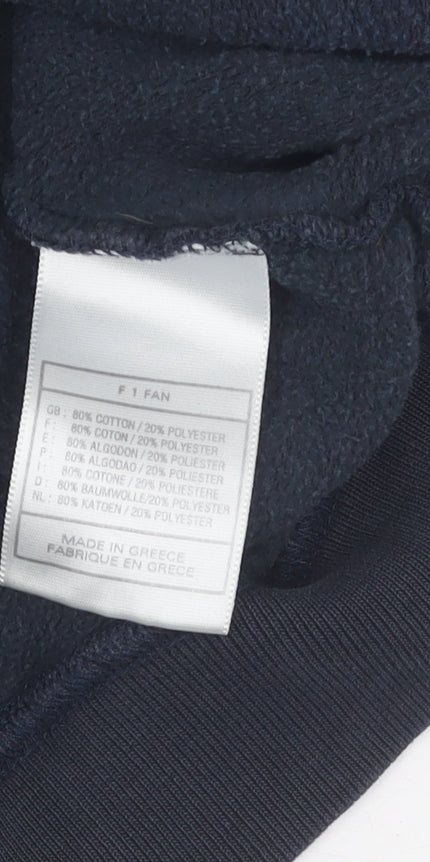 F 1 FAN
GB: 80% COTTON / 20% POLYESTER
F: 80% COTON / 20% POLYESTER
E: 80% ALGODON / 20% POLIESTER
P: 80% ALGODAO / 20% POLIESTER
I: 80% COTONE / 20% POLIESTERE
D: 80% BAUMWOLLE/20% POLYESTER
NL: 80% KATOEN / 20% POLYESTER
MADE IN GREECE
FABRIQUE EN GRECE